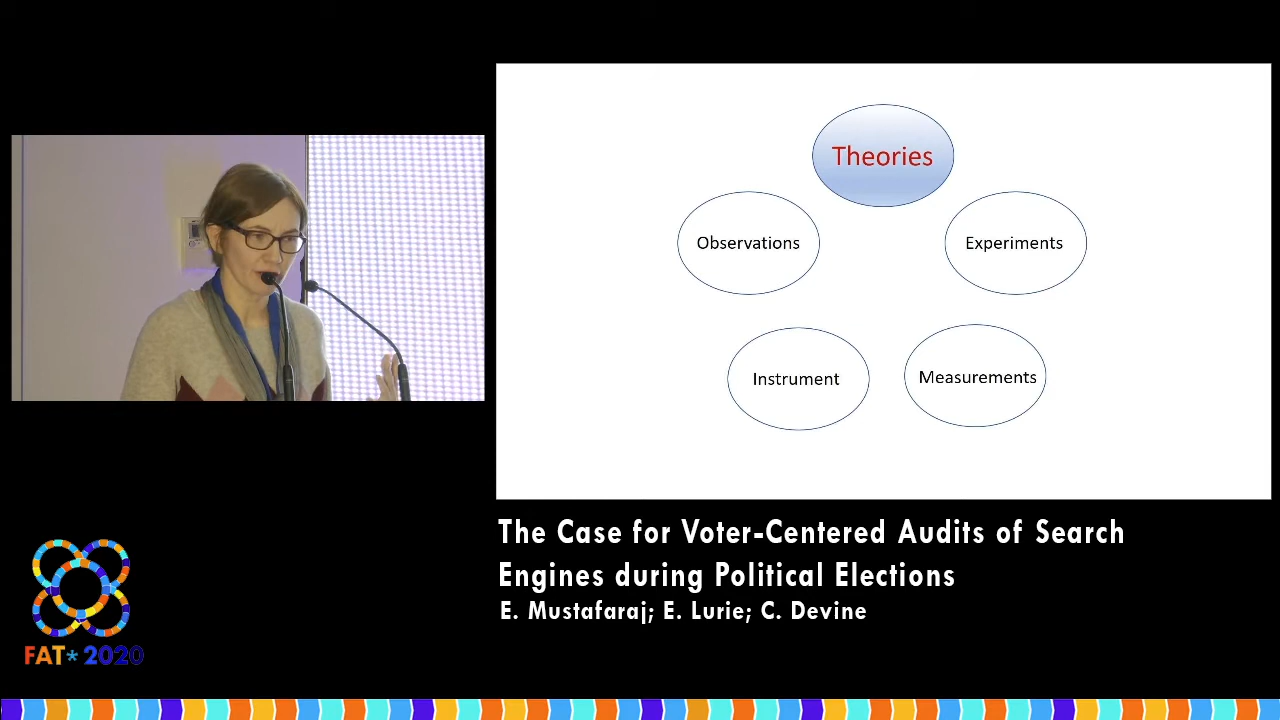 Theories
Observations
Experiments
Instrument
Measurements
The Case for Voter-Centered Audits of Search
Engines during Political Elections
E. Mustafaraj; E. Lurie; C. Devine
FAT* 2020